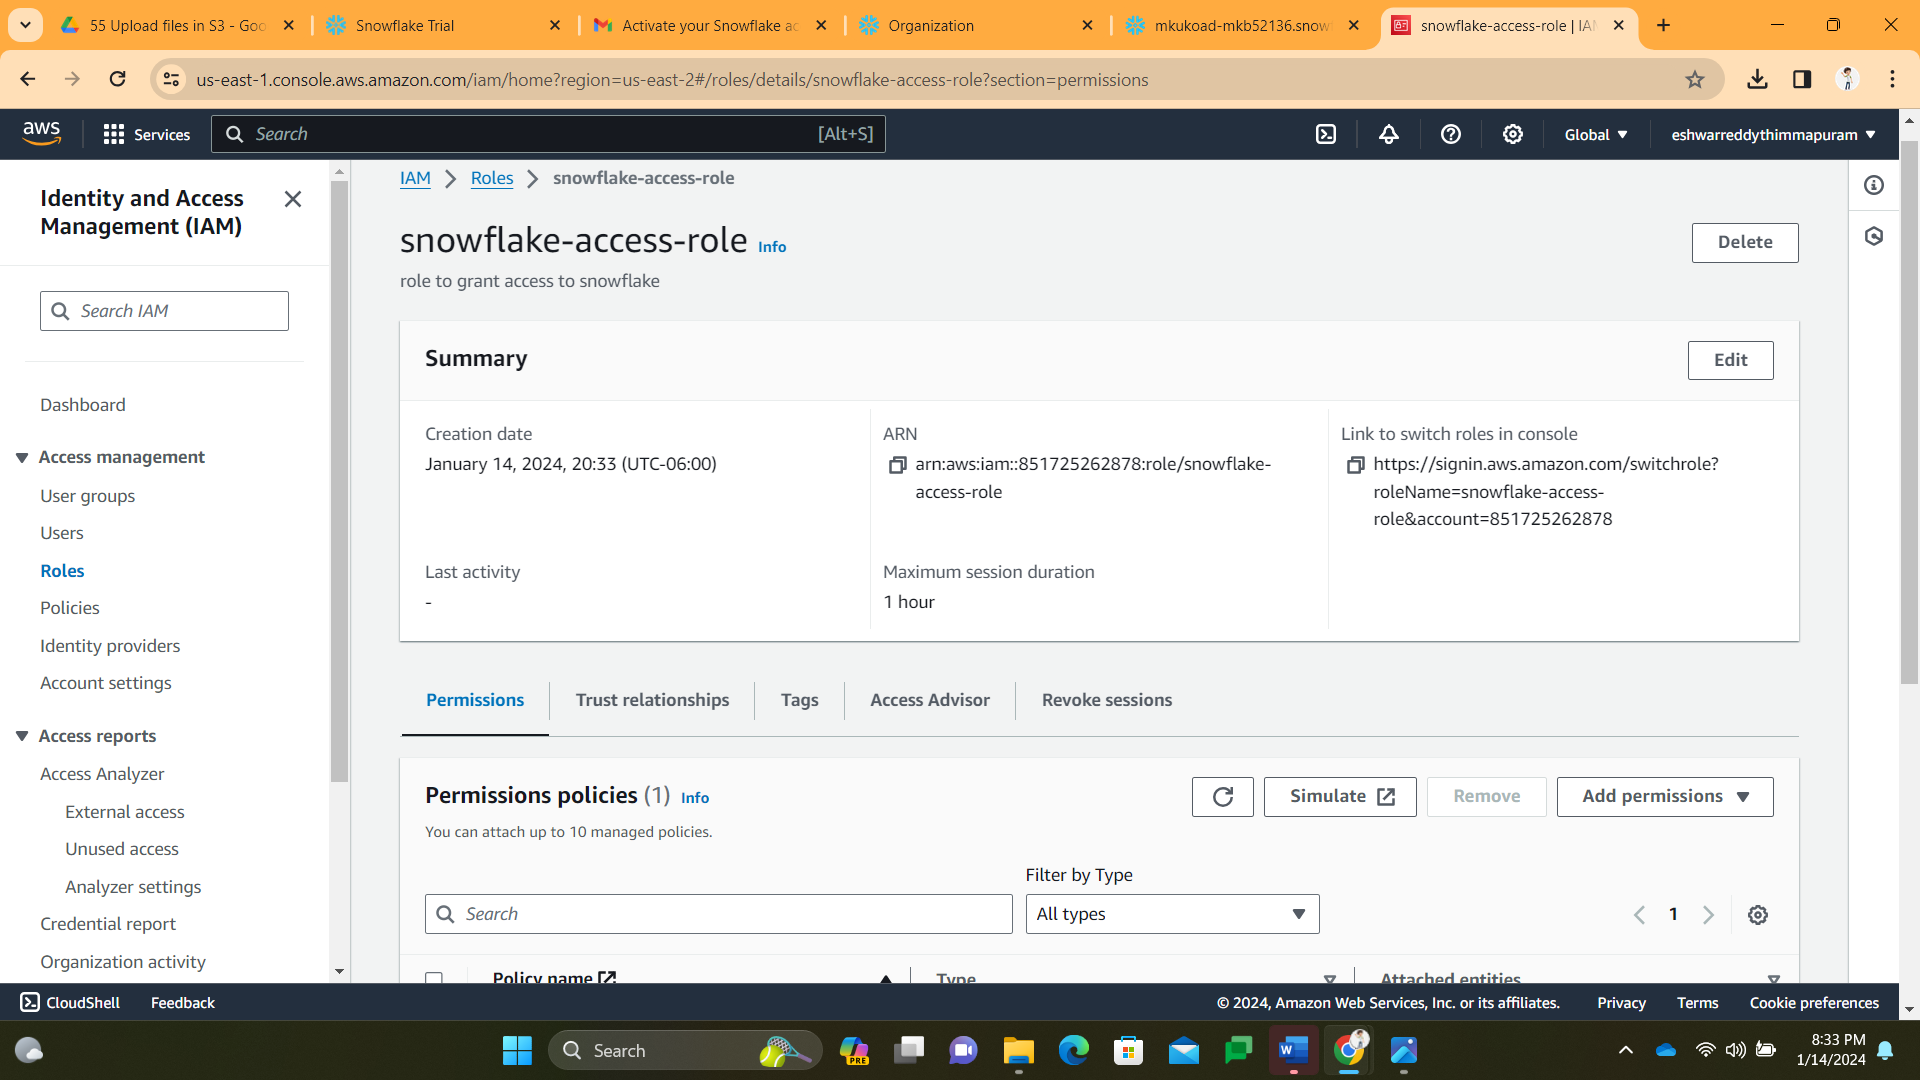 55 Upload files in S3 - Goo
Snowflake Trial
Activate your Snowflake ac
Organization
mkukoad-mkb52136.snow
snowflake-access-role | IA
us-east-1.console.aws.amazon.com/iam/home?region=us-east-2#/roles/details/snowflake-access-role?section=permissions
aws
Services
Search
[Alt+S]
Global
eshwarreddythimmapuram
Identity and Access
Management (IAM)
Search IAM
Dashboard
Access management
User groups
Users
Roles
Policies
Identity providers
Account settings
Access reports
Access Analyzer
External access
Unused access
Analyzer settings
Credential report
Organization activity
IAM
Roles
snowflake-access-role
snowflake-access-role Info
Delete
role to grant access to snowflake
Summary
Edit
Creation date
January 14, 2024, 20:33 (UTC-06:00)
ARN
arn:aws:iam::851725262878:role/snowflake-
access-role
Link to switch roles in console
https://signin.aws.amazon.com/switchrole?
roleName=snowflake-access-
role&account=851725262878
Last activity
-
Maximum session duration
1 hour
Permissions
Trust relationships
Tags
Access Advisor
Revoke sessions
Permissions policies (1) Info
Simulate
Remove
Add permissions
You can attach up to 10 managed policies.
Filter by Type
Search
All types
1
Policy name
Type
Attached entities
CloudShell
Feedback
© 2024, Amazon Web Services, Inc. or its affiliates.
Privacy
Terms
Cookie preferences
Search
PRE
W
8:33 PM
1/14/2024